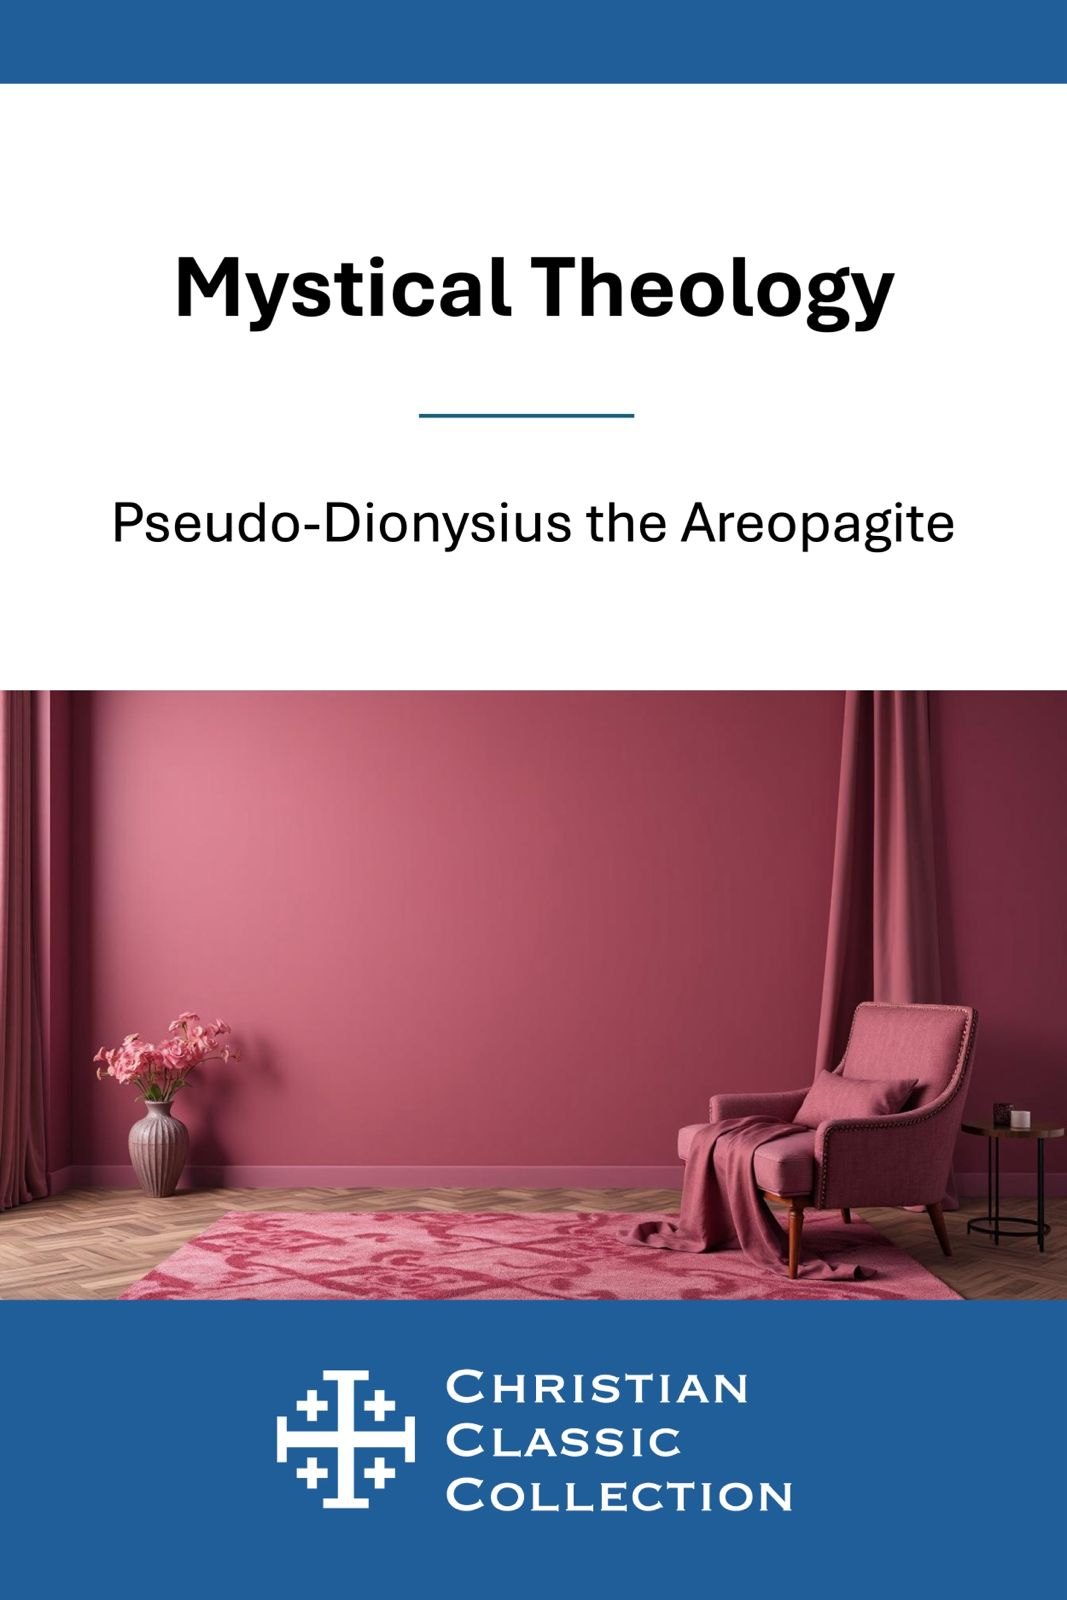 Mystical Theology
Pseudo-Dionysius the Areopagite
Christian
Classic
Collection